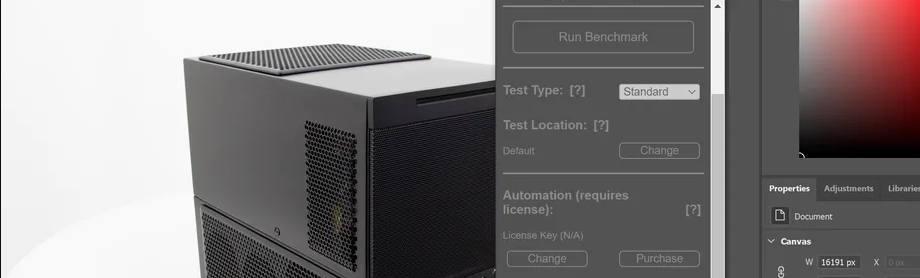 Run Benchmark
Test Type: [?] Standard
Test Location: [?]
Default Change
Automation (requires
license): [?]
License Key (N/A)
Change Purchase
Properties Adjustments Libraries
Document
Canvas
W 16191 px X 0 px